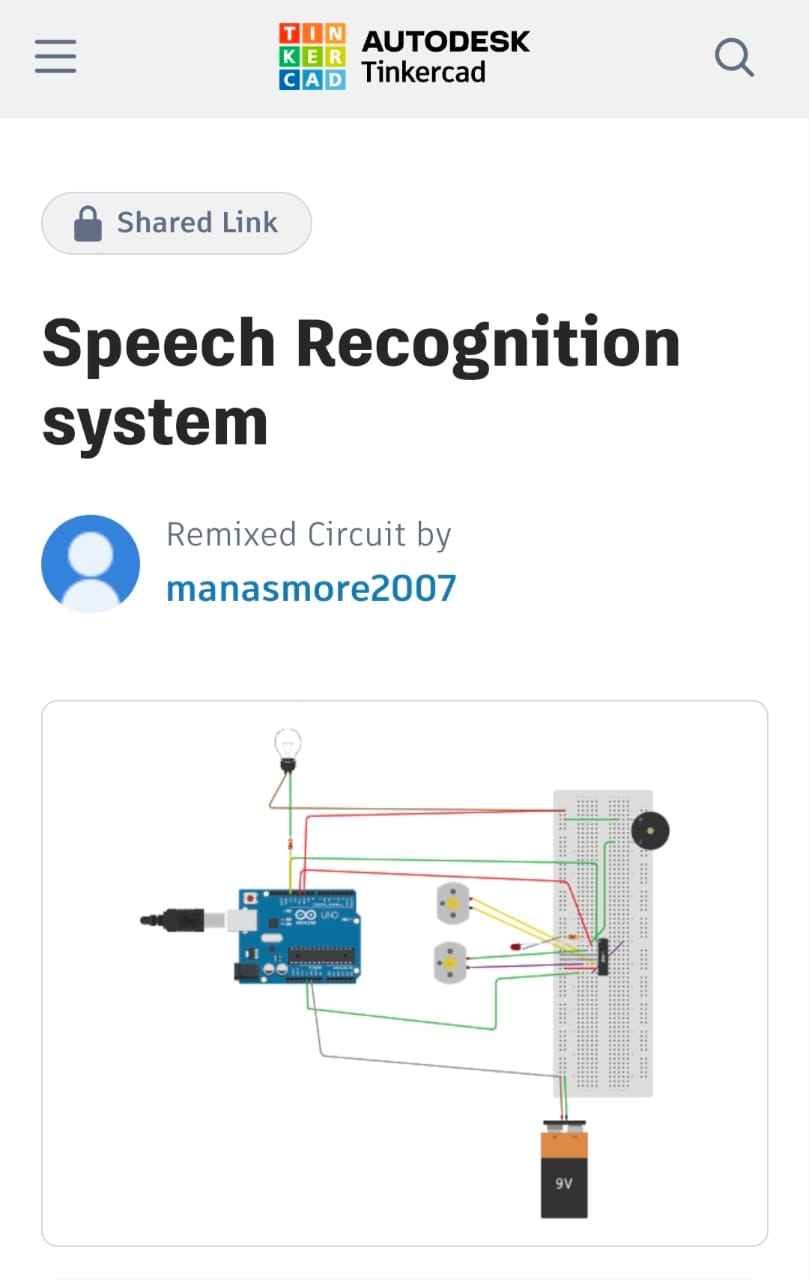 TIN
KER
CAD
AUTODESK
Tinkercad
Shared Link
Speech Recognition
system
Remixed Circuit by
manasmore2007
UNO
9V